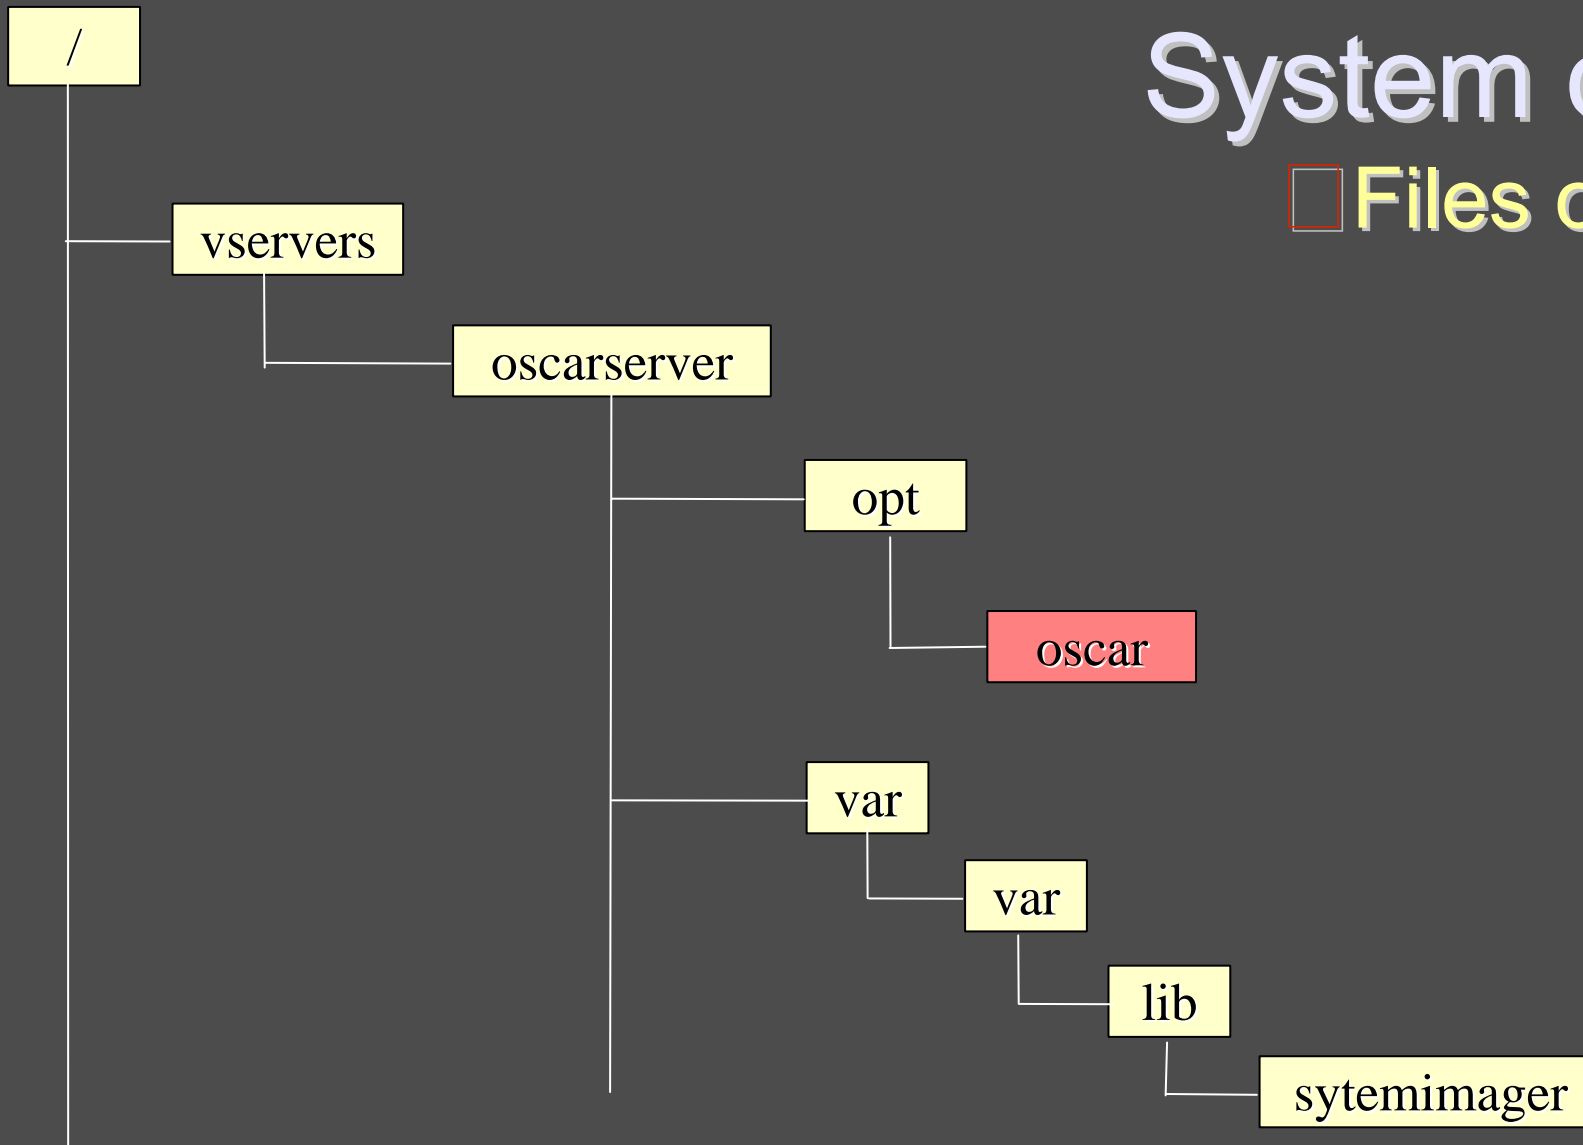 /
System
Files
vservers
oscarserver
opt
oscar
var
var
lib
sytemimager